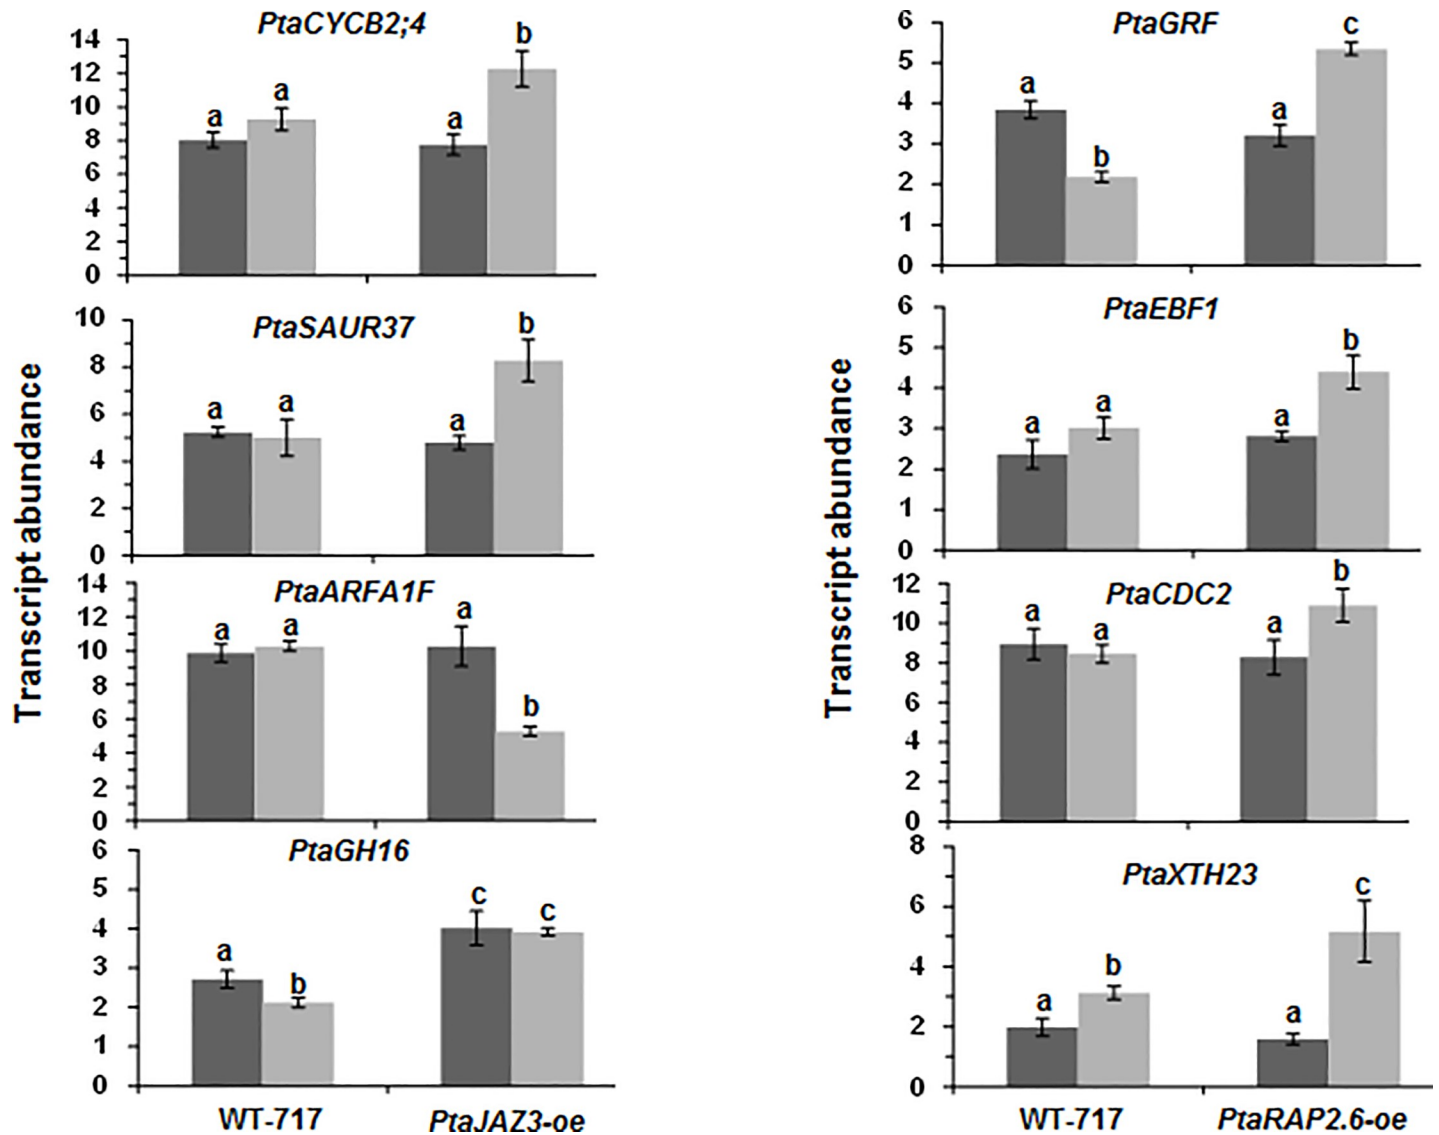 Transcript abundance
PtaCYCB2;4
14
12
10
8
6
4
2
0
a
a
a
b
PtaSAUR37
10
8
6
4
2
0
a
a
a
b
PtaARFA1F
14
12
10
8
6
4
2
0
a
a
a
b
PtaGH16
6
5
4
3
2
1
0
a
b
c
c
WT-717
PtaJAZ3-oe
Transcript abundance
PtaGRF
6
5
4
3
2
1
0
a
b
a
c
PtaEBF1
6
5
4
3
2
1
0
a
a
a
b
PtaCDC2
12
10
8
6
4
2
0
a
a
a
b
PtaXTH23
8
6
4
2
0
a
b
a
c
WT-717
PtaRAP2.6-oe